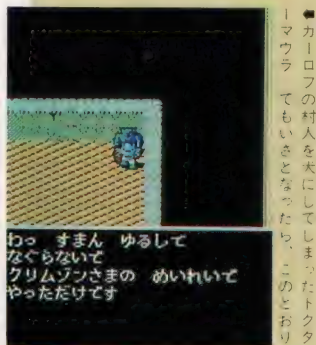 ⬅カーロフの村人を犬にしてしまったドクタ
ーマウラ でもいざとなったら、このとおり
わっ すまん ゆるして
なぐらないで
クリムゾンさまの めいれいで
やっただけです